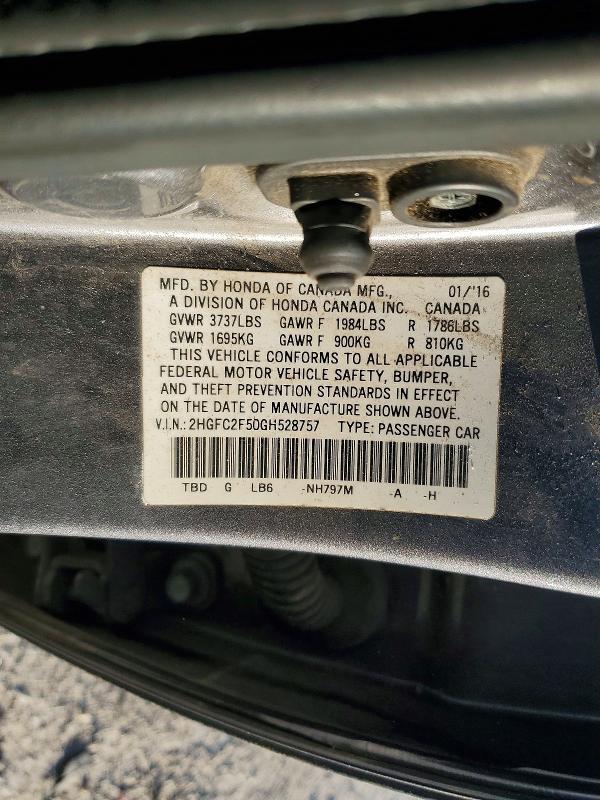 MFD. BY HONDA OF CANADA MFG., 01/'16
A DIVISION OF HONDA CANADA INC. CANADA
GVWR 3737LBS GAWR F 1984LBS R 1786LBS
GVWR 1695KG GAWR F 900KG R 810KG
THIS VEHICLE CONFORMS TO ALL APPLICABLE
FEDERAL MOTOR VEHICLE SAFETY, BUMPER,
AND THEFT PREVENTION STANDARDS IN EFFECT
ON THE DATE OF MANUFACTURE SHOWN ABOVE.
V.I.N.: 2HGFC2F50GH528757 TYPE: PASSENGER CAR
TBD G LB6 -NH797M -A -H